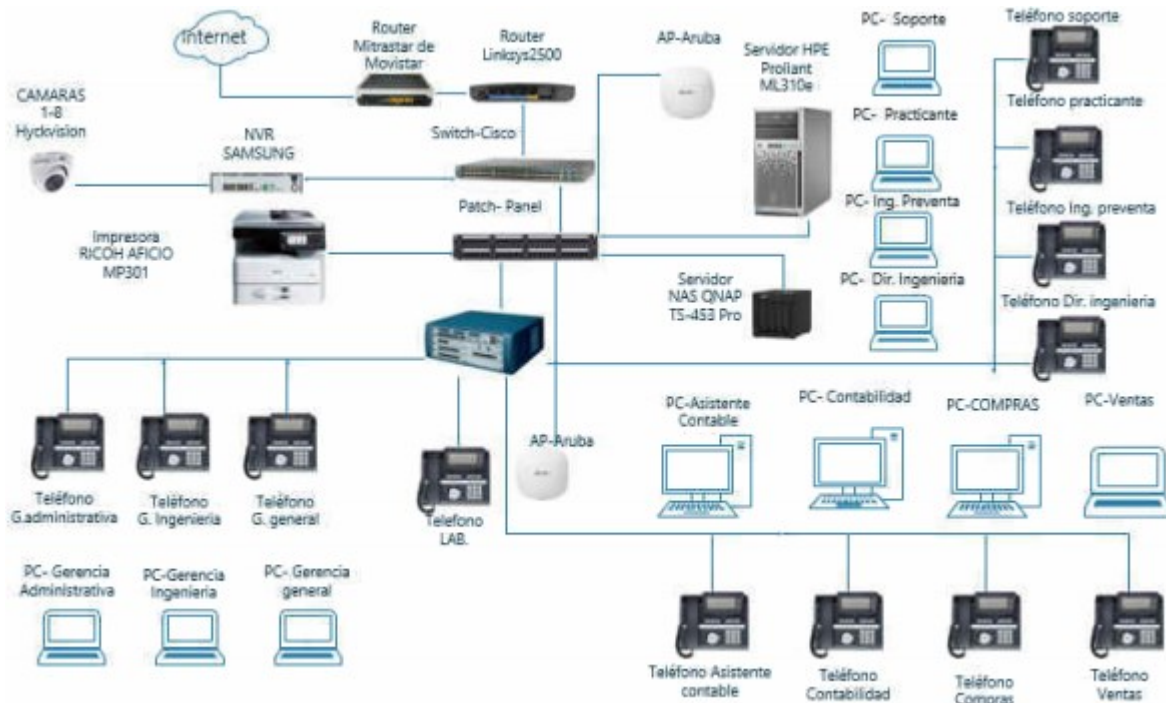 Internet
Router
Mitrastar de
Movistar
Router
Linksys2500
AP-Aruba
Servidor HPE
Proliant
ML310e
PC- Soporte
Teléfono soporte
CAMARAS
1-8
Hyckvision
NVR
SAMSUNG
Switch-Cisco
PC- Practicante
Teléfono practicante
Patch- Panel
PC- Ing. Preventa
Teléfono Ing. preventa
Impresora
RICOH AFICIO
MP301
Servidor
NAS QNAP
TS-453 Pro
PC- Dir. Ingenieria
Teléfono Dir. ingenieria
PC-Asistente
Contable
PC- Contabilidad
PC-COMPRAS
PC-Ventas
AP-Aruba
Teléfono
G.administrativa
Teléfono
G. Ingenieria
Teléfono
G. general
Telefono
LAB.
PC- Gerencia
Administrativa
PC-Gerencia
Ingenieria
PC- Gerencia
general
Teléfono Asistente
contable
Teléfono
Contabilidad
Teléfono
Compras
Teléfono
Ventas